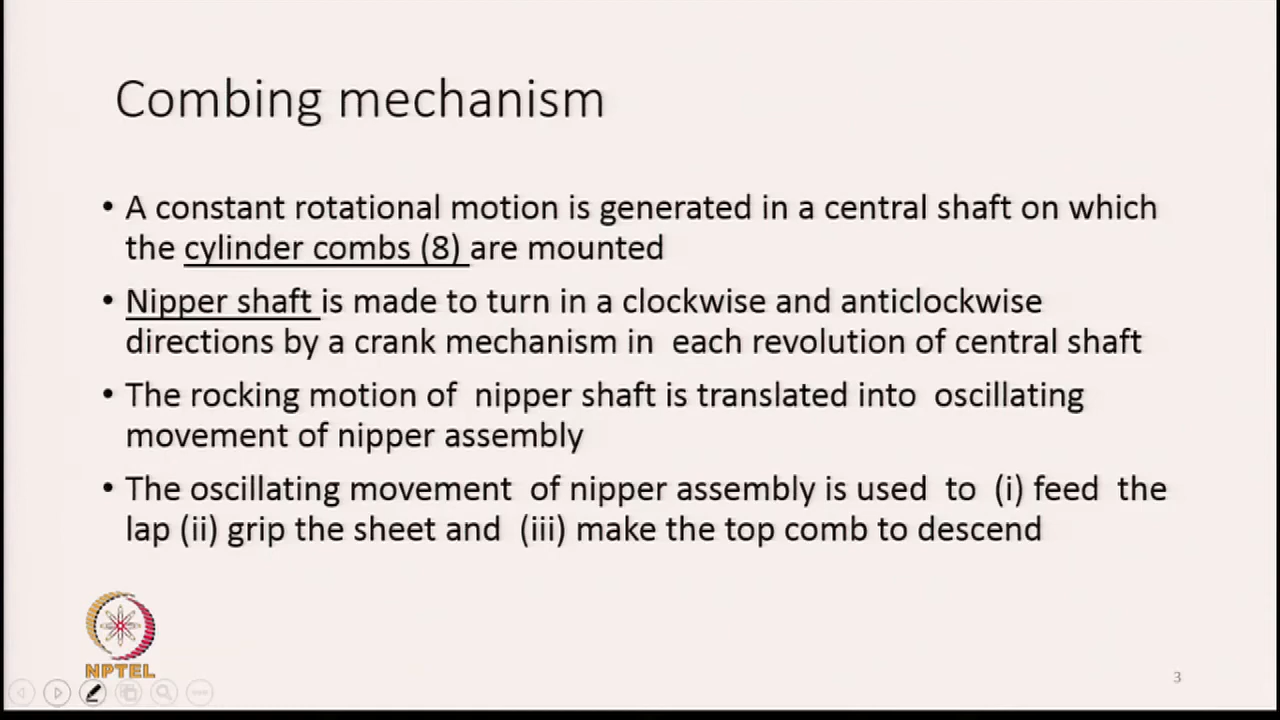 Combing mechanism
• A constant rotational motion is generated in a central shaft on which
the cylinder combs (8) are mounted
• Nipper shaft is made to turn in a clockwise and anticlockwise
directions by a crank mechanism in each revolution of central shaft
• The rocking motion of nipper shaft is translated into oscillating
movement of nipper assembly
• The oscillating movement of nipper assembly is used to (i) feed the
lap (ii) grip the sheet and (iii) make the top comb to descend
NPTEL
3